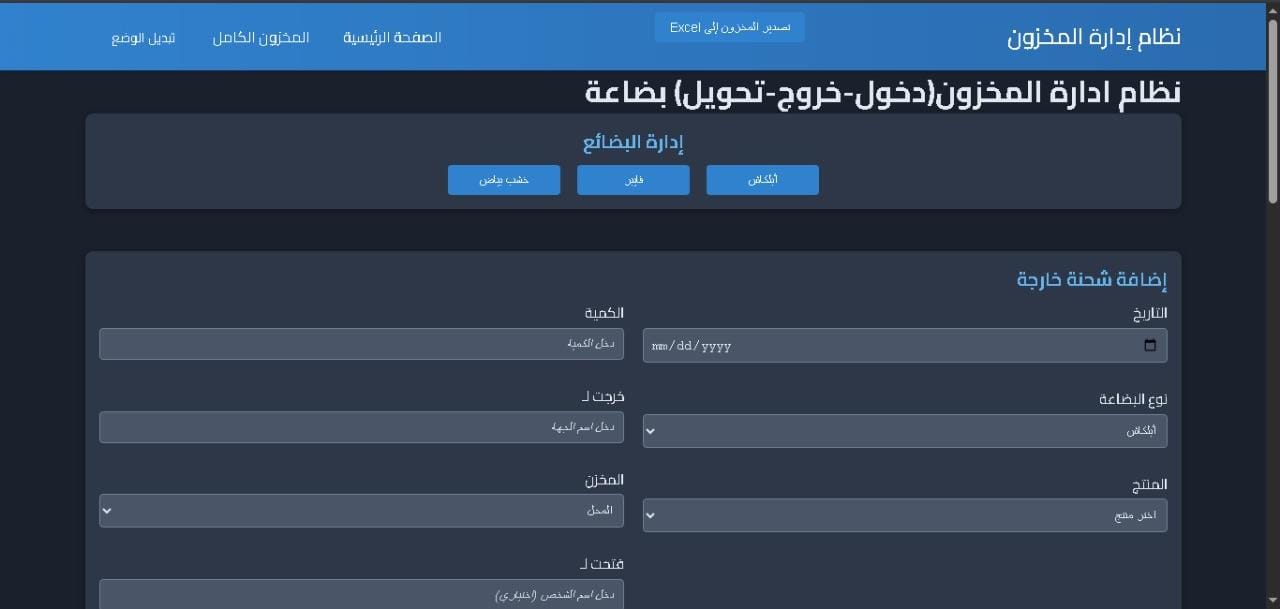 نظام إدارة المخزون
تصدير المخزون إلى Excel
الصفحة الرئيسية
المخزون الكامل
تبديل الوضع
نظام ادارة المخزون(دخول-خروج-تحويل) بضاعة
إدارة البضائع
أبلكاش
فايبر
خشب بياض
إضافة شحنة خارجة
التاريخ
mm/dd/yyyy
الكمية
دخل الكمية
نوع البضاعة
أبلكاش
خرجت لـ
دخل اسم الجهة
المنتج
اختر منتج
المخزن
المحل
فتحت لـ
دخل اسم الشخص (اختياري)